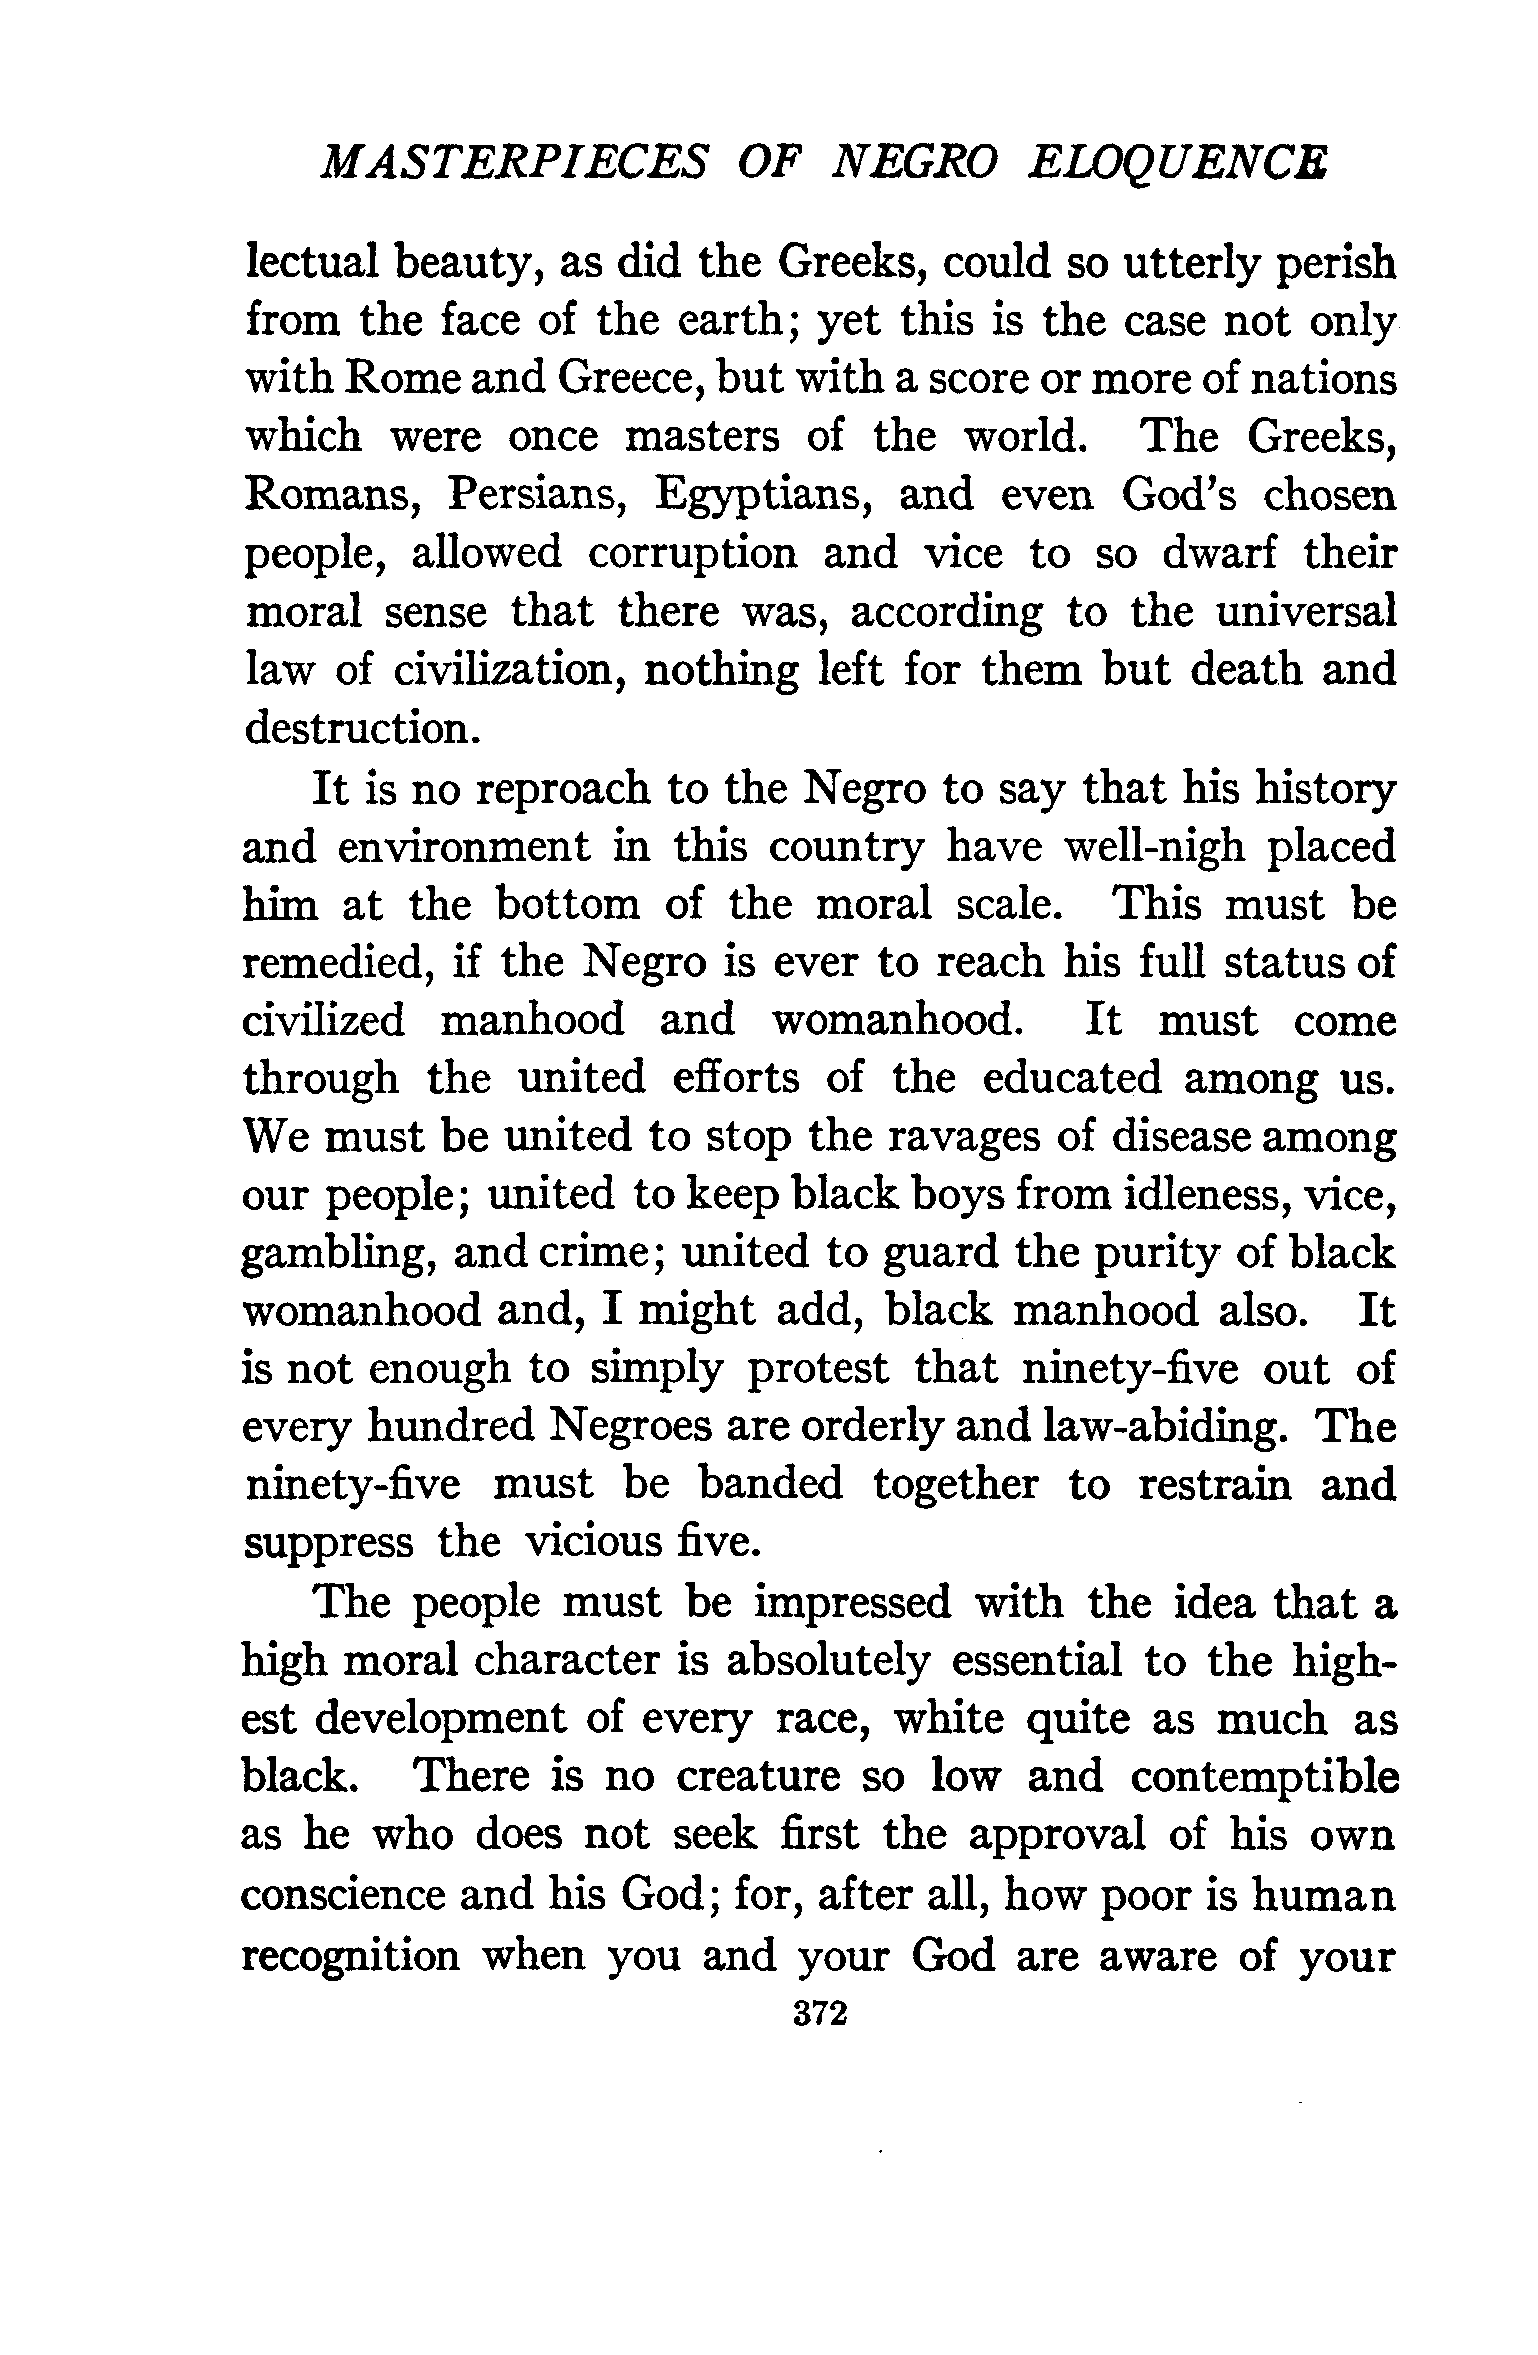 MASTERPIECES OF NEGRO ELOQUENCE
lectual beauty, as did the Greeks, could so utterly perish
from the face of the earth; yet this is the case not only
with Rome and Greece, but with a score or more of nations
which were once masters of the world. The Greeks,
Romans, Persians, Egyptians, and even God's chosen
people, allowed corruption and vice to so dwarf their
moral sense that there was, according to the universal
law of civilization, nothing left for them but death and
destruction.
It is no reproach to the Negro to say that his history
and environment in this country have well-nigh placed
him at the bottom of the moral scale. This must be
remedied, if the Negro is ever to reach his full status of
civilized manhood and womanhood. It must come
through the united efforts of the educated among us.
We must be united to stop the ravages of disease among
our people; united to keep black boys from idleness, vice,
gambling, and crime; united to guard the purity of black
womanhood and, I might add, black manhood also. It
is not enough to simply protest that ninety-five out of
every hundred Negroes are orderly and law-abiding. The
ninety-five must be banded together to restrain and
suppress the vicious five.
The people must be impressed with the idea that a
high moral character is absolutely essential to the high-
est development of every race, white quite as much as
black. There is no creature so low and contemptible
as he who does not seek first the approval of his own
conscience and his God; for, after all, how poor is human
recognition when you and your God are aware of your
372